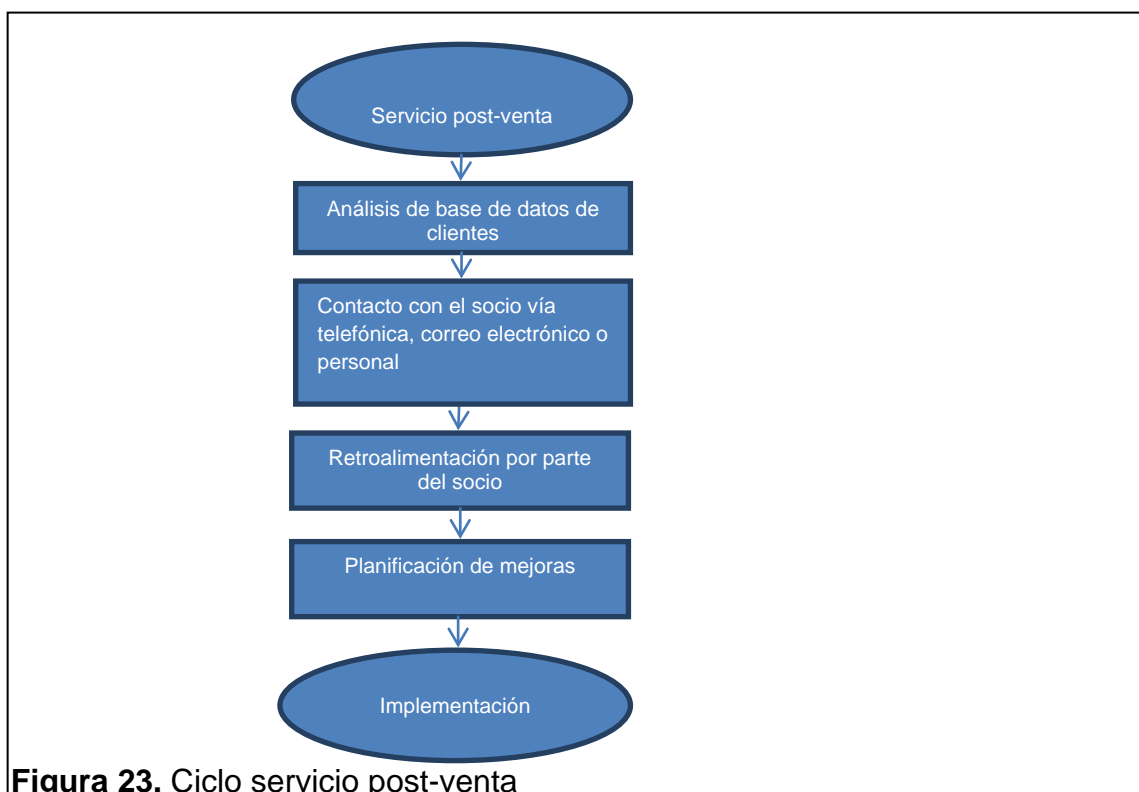 Servicio post-venta
Análisis de base de datos de
clientes
Contacto con el socio vía
telefónica, correo electrónico o
personal
Retroalimentación por parte
del socio
Planificación de mejoras
Implementación
Figura 23. Ciclo servicio post-venta